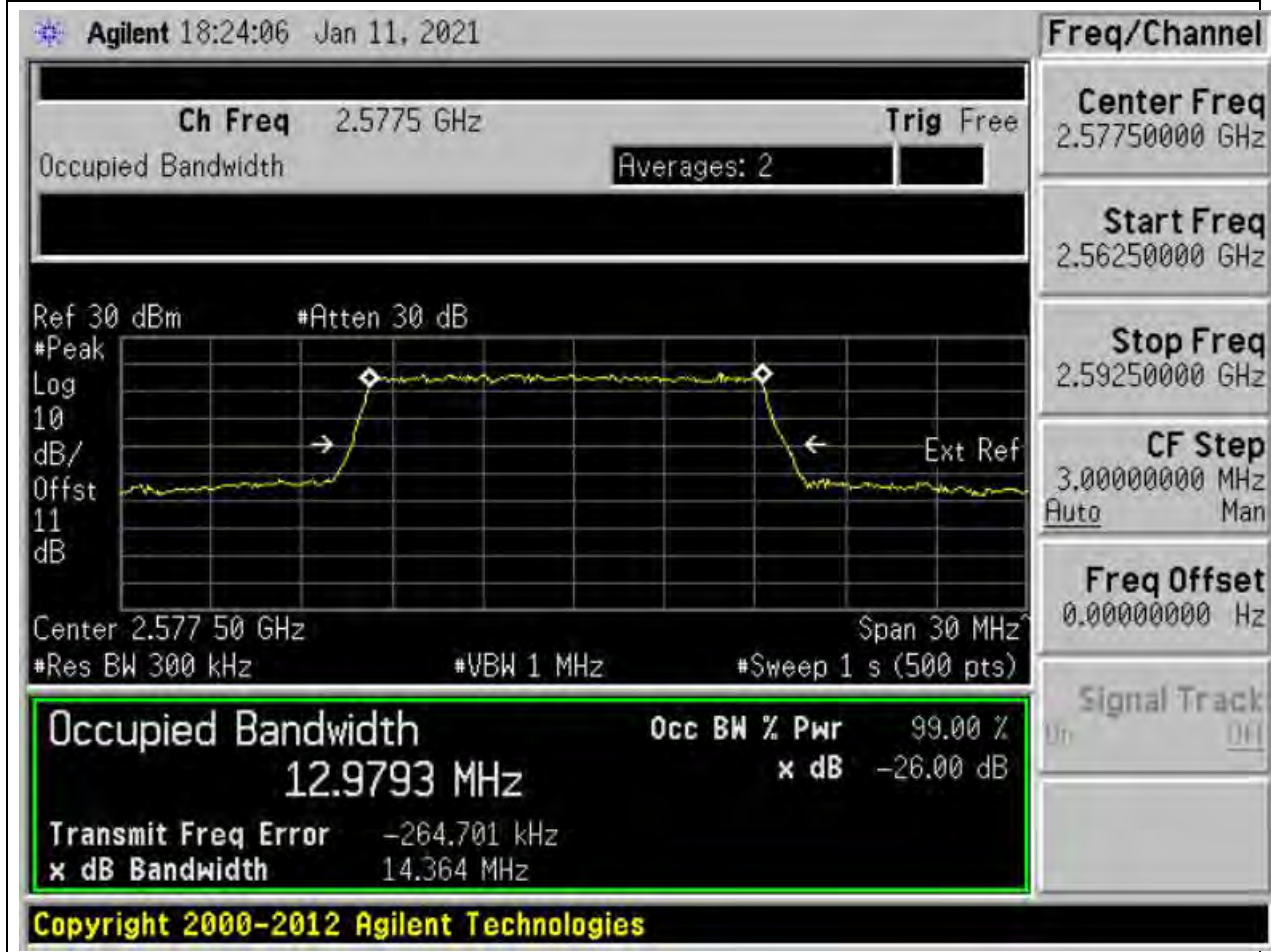 Agilent 18:24:06 Jan 11, 2021
Freq/Channel
Ch Freq 2.5775 GHz Trig Free
Occupied Bandwidth Averages: 2
Center Freq
2.57750000 GHz
Start Freq
2.56250000 GHz
Stop Freq
2.59250000 GHz
CF Step
3.00000000 MHz
Auto Man
Freq Offset
0.00000000 Hz
Signal Track
On Off
Ref 30 dBm #Atten 30 dB
#Peak
Log
10
dB/
Offst
11
dB
Ext Ref
Center 2.577 50 GHz Span 30 MHz^
#Res BW 300 kHz #VBW 1 MHz #Sweep 1 s (500 pts)
Occupied Bandwidth
12.9793 MHz
Occ BW % Pwr 99.00 %
x dB -26.00 dB
Transmit Freq Error -264.701 kHz
x dB Bandwidth 14.364 MHz
Copyright 2000-2012 Agilent Technologies